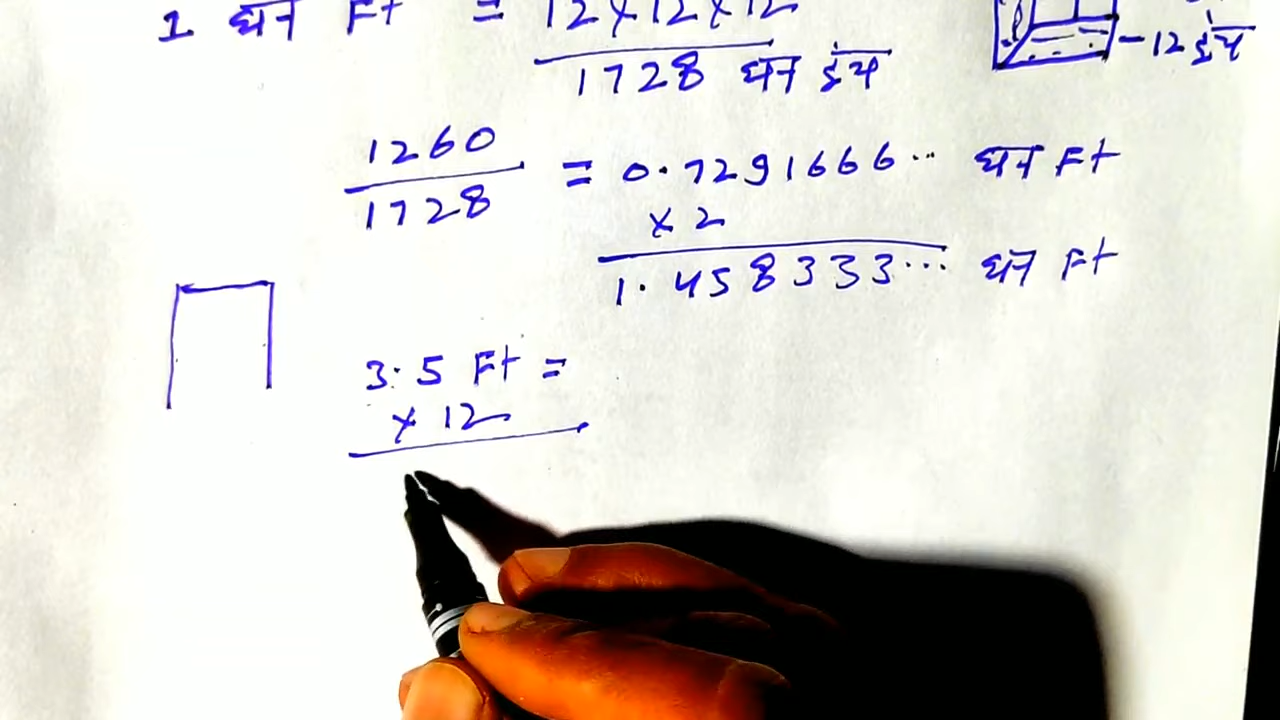 1 घन Ft = 12×12×12
1728 घन इंच
- 12 इंच
1260
1728
= 0.7291666... घन Ft
× 2
1.458333... घन Ft
3.5 Ft =
× 12